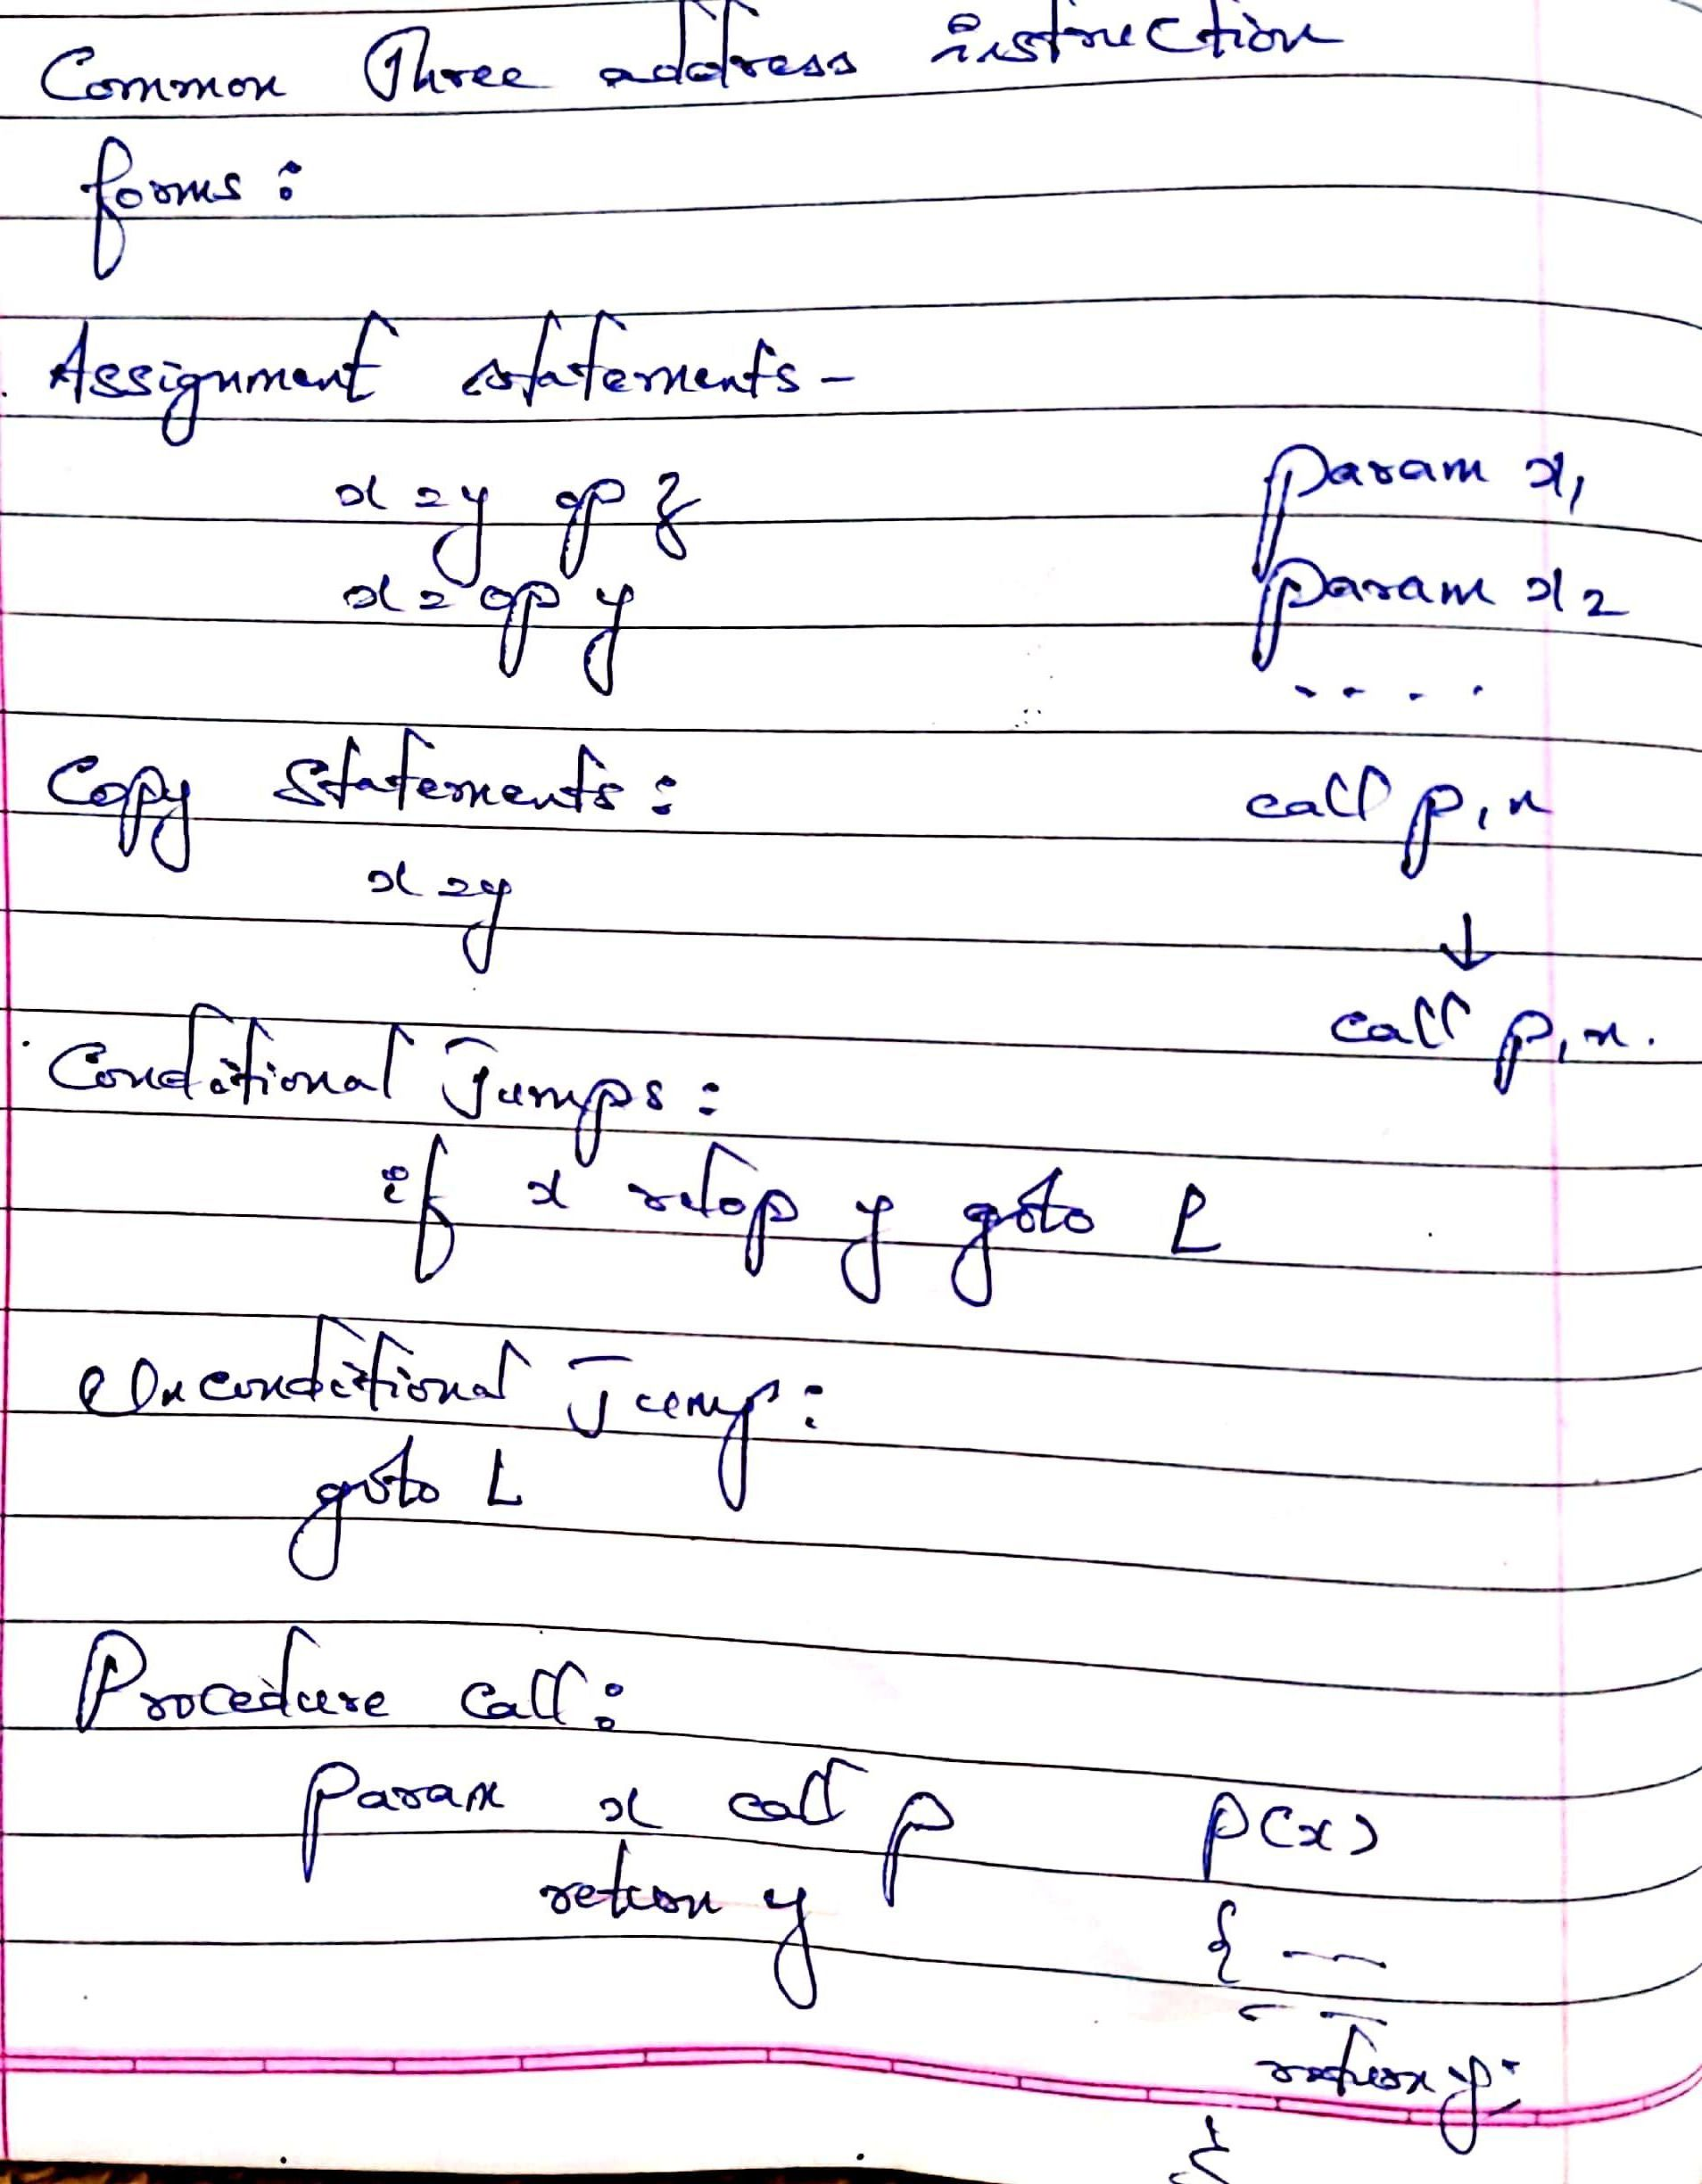 Common Three address instruction
forms :
Assignment statements -
x = y op z
x = op y
param x1
param x2
. . . .
call p, n
↓
call p, n.
Copy Statements :
x = y
Conditional Jumps :
if x relop y goto L
Unconditional Jump :
goto L
Procedure call :
param x call p
return y
p(x)
{ —
— —
return y;
}